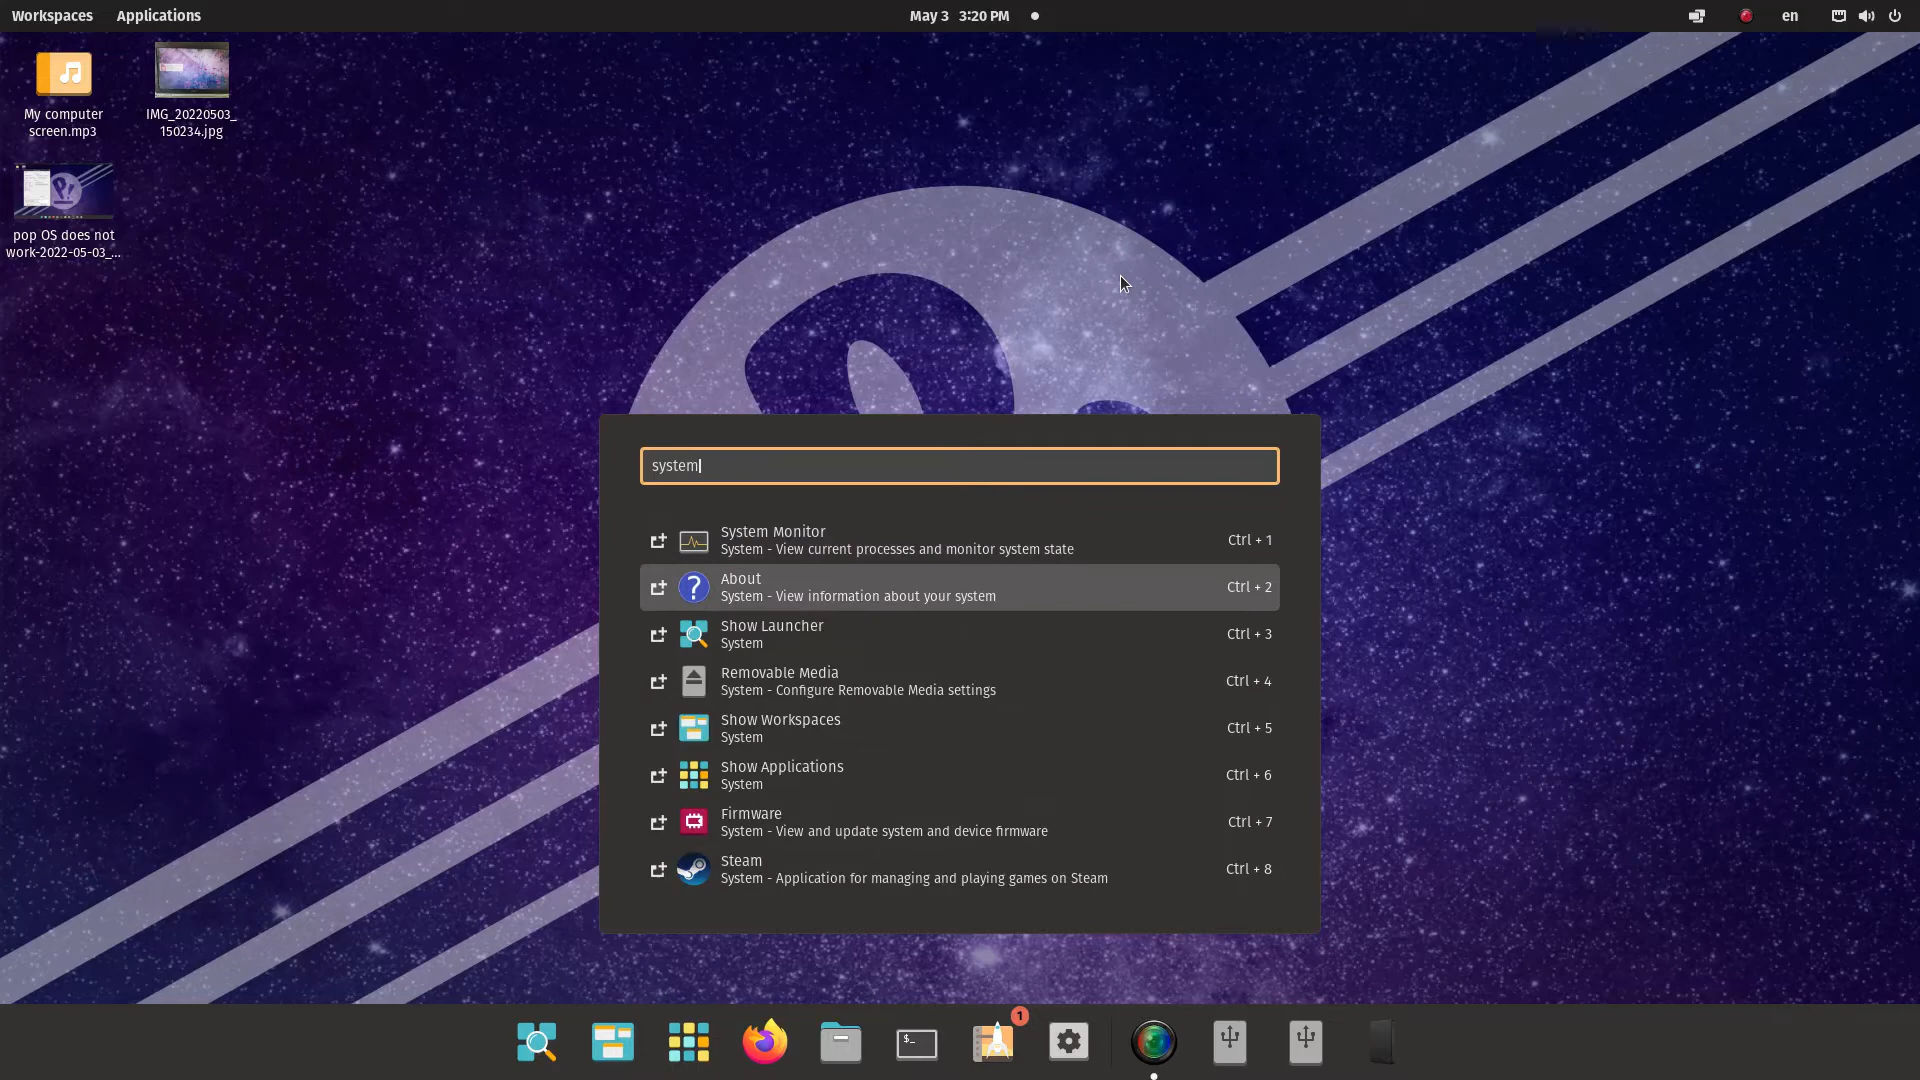 Workspaces Applications May 3 3:20 PM en
My computer
screen.mp3
IMG_20220503_
150234.jpg
pop OS does not
work-2022-05-03_...
system
System Monitor
System - View current processes and monitor system state
Ctrl + 1
About
System - View information about your system
Ctrl + 2
Show Launcher
System
Ctrl + 3
Removable Media
System - Configure Removable Media settings
Ctrl + 4
Show Workspaces
System
Ctrl + 5
Show Applications
System
Ctrl + 6
Firmware
System - View and update system and device firmware
Ctrl + 7
Steam
System - Application for managing and playing games on Steam
Ctrl + 8
$_
1